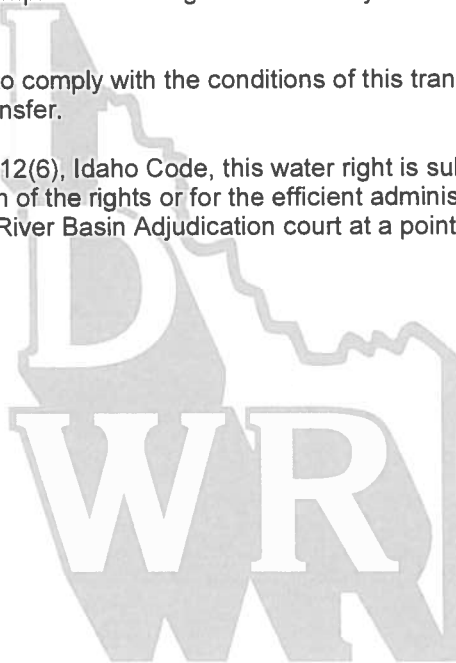 o comply with the conditions of this tran
nsfer.
12(6), Idaho Code, this water right is sul
n of the rights or for the efficient adminis
River Basin Adjudication court at a point
I
D
WR